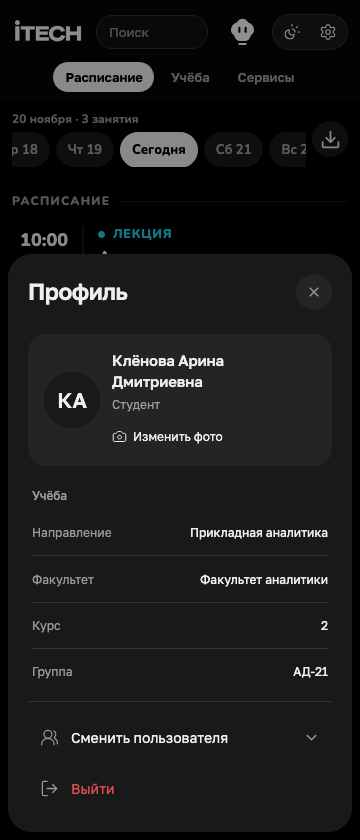 iTECH
Поиск
Расписание
Учёба
Сервисы
20 ноября · 3 занятия
р 18
Чт 19
Сегодня
Сб 21
Вс 2
РАСПИСАНИЕ
10:00
ЛЕКЦИЯ
Профиль
КА
Клёнова Арина
Дмитриевна
Студент
Изменить фото
Учёба
Направление
Прикладная аналитика
Факультет
Факультет аналитики
Курс
2
Группа
АД-21
Сменить пользователя
Выйти